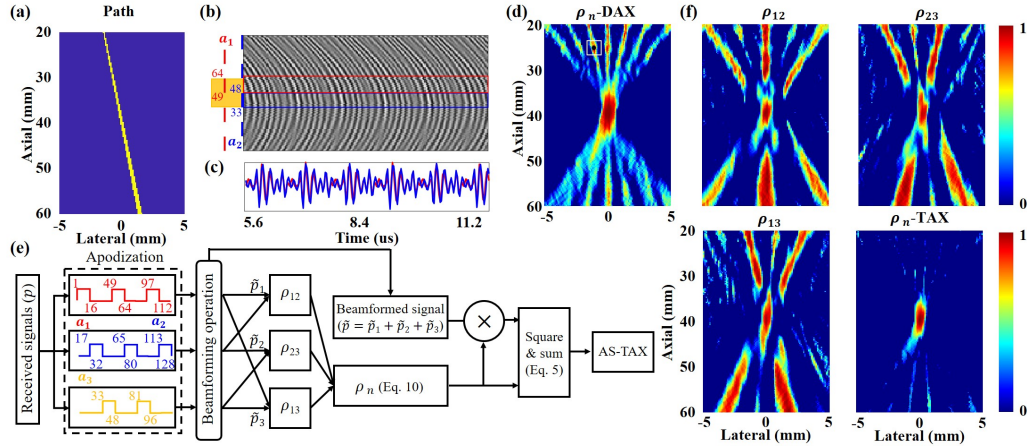 (a)
Path
20
30
40
50
60
Axial (mm)
-5
0
5
Lateral (mm)
(b)
a1
64
49
48
33
a2
(c)
5.6
8.4
11.2
Time (us)
(d)
ρn-DAX
20
30
40
50
60
Axial (mm)
-5
0
5
(f)
ρ12
ρ23
1
0
ρ13
ρn-TAX
20
30
40
50
60
Axial (mm)
-5
0
5
-5
0
5
Lateral (mm)
Lateral (mm)
1
0
(e)
Received signals (p)
Apodization
1
49
97
16
64
112
a1
a2
17
65
113
32
80
128
a3
33
81
48
96
Beamforming operation
p̃1
p̃2
p̃3
ρ12
ρ23
ρ13
Beamformed signal
(p̃ = p̃1 + p̃2 + p̃3)
ρn (Eq. 10)
×
Square
& sum
(Eq. 5)
AS-TAX